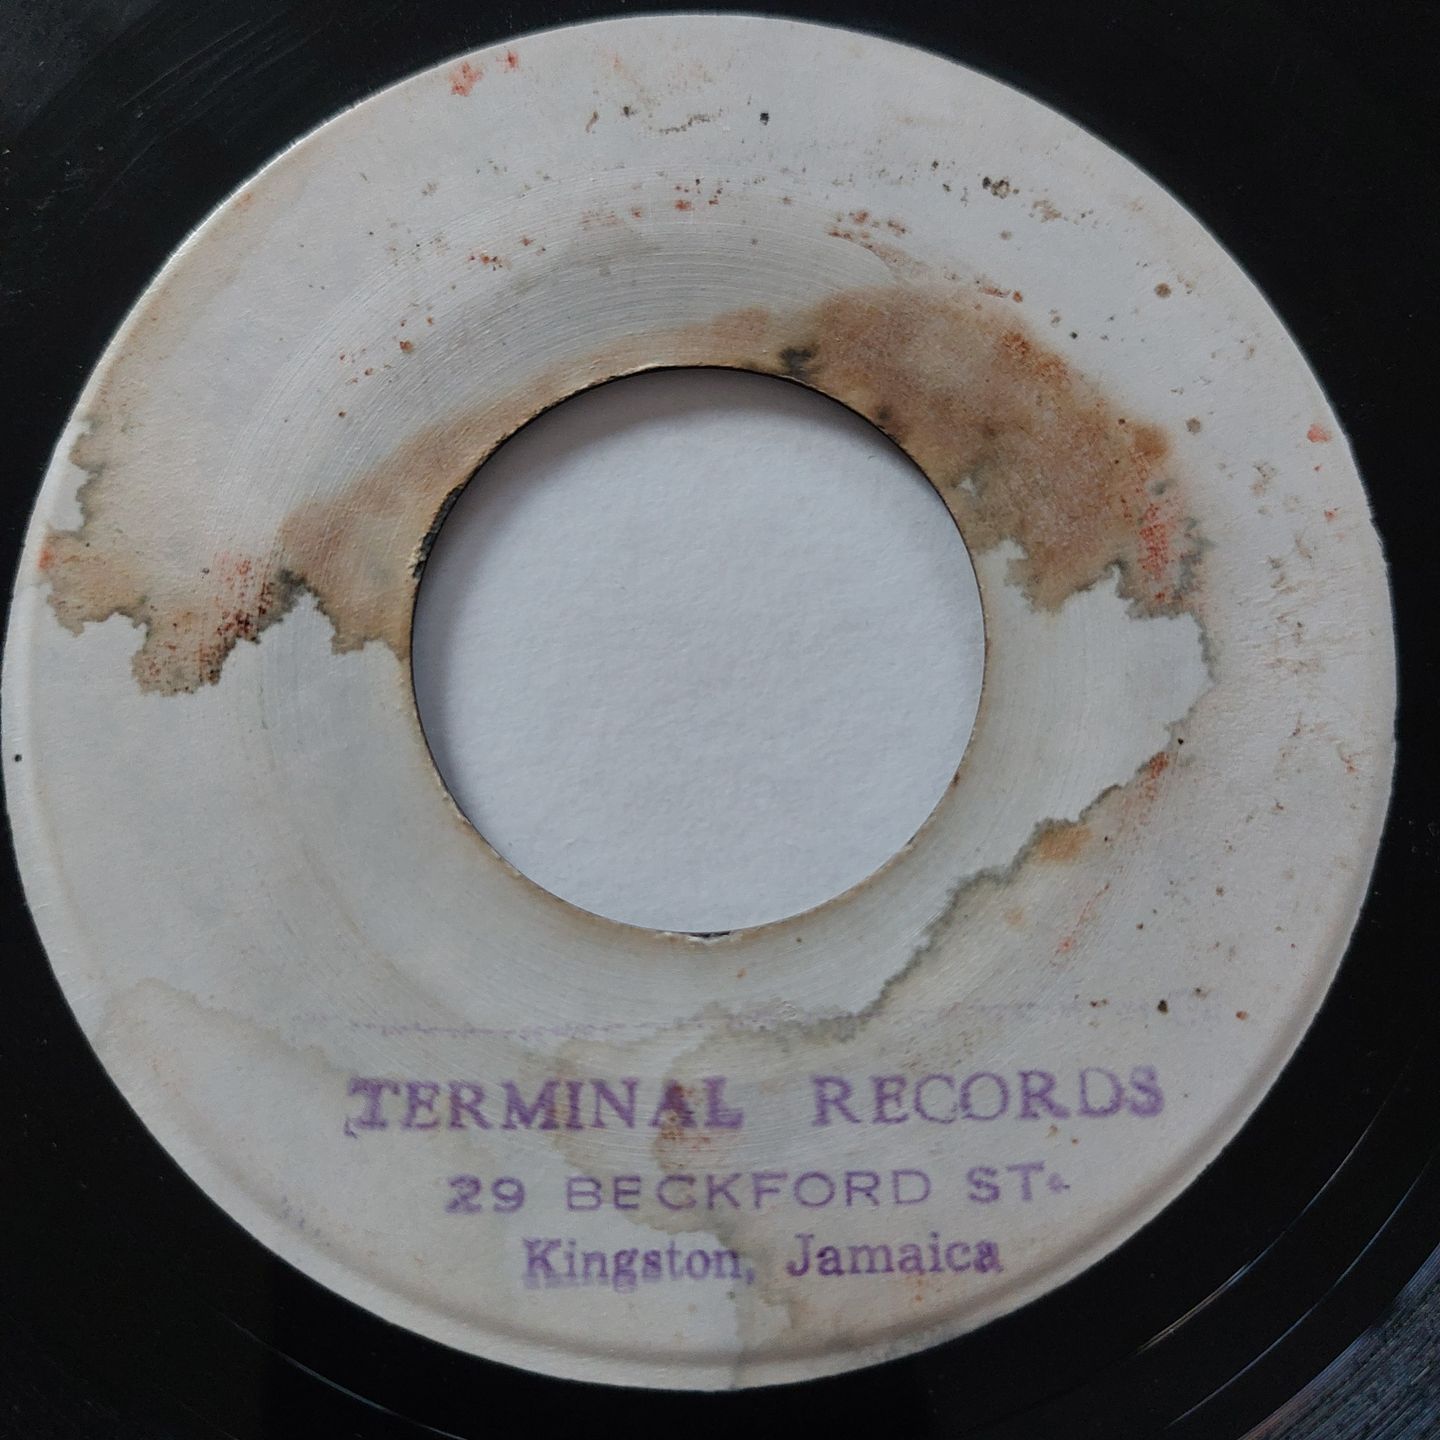 TERMINAL RECORDS
29 BECKFORD ST.
Kingston, Jamaica